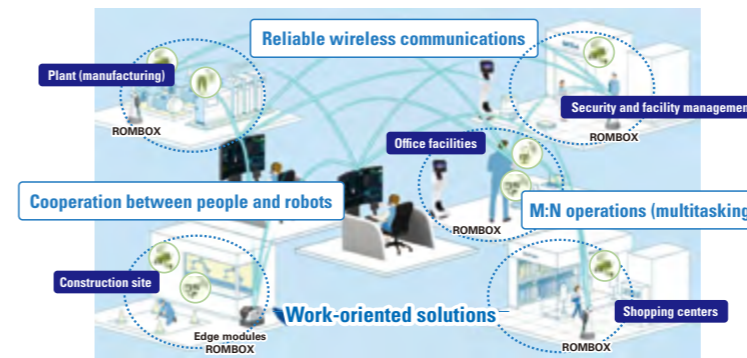 Reliable wireless communications
Plant (manufacturing)
ROMBOX
Security and facility management
ROMBOX
Office facilities
ROMBOX
Cooperation between people and robots
M:N operations (multitasking
Construction site
Edge modules
ROMBOX
Work-oriented solutions
Shopping centers
ROMBOX